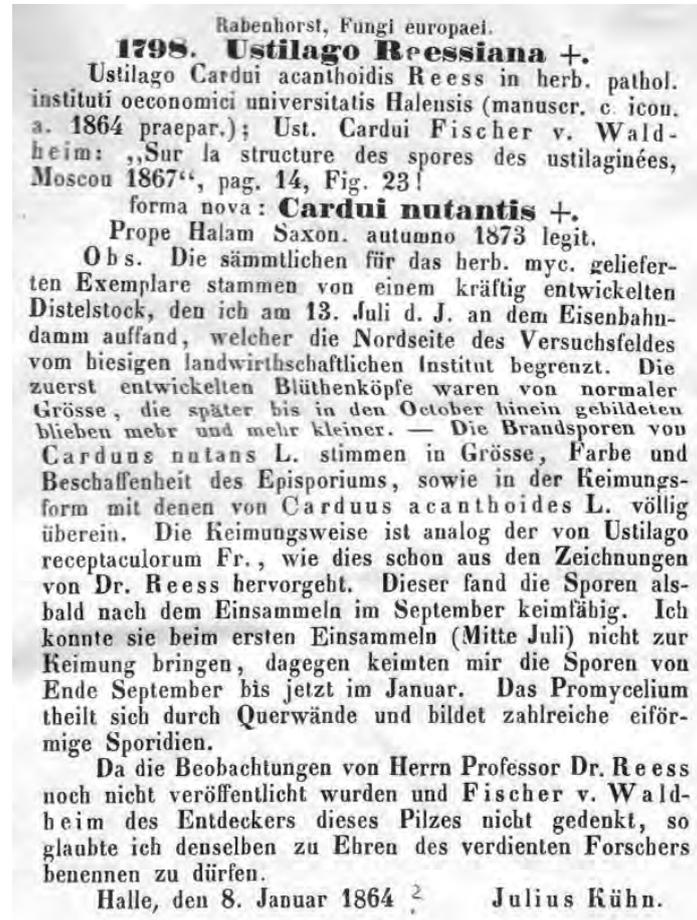 Rabenhorst, Fungi europaei.
1798. Ustilago Reessiana +.
Ustilago Cardui acanthoidis Reess in herb. pathol.
instituti oeconomici universitatis Halensis (manuscr. c. icon.
a. 1864 praepar.); Ust. Cardui Fischer v. Wald-
heim: „Sur la structure des spores des ustilaginées,
Moscou 1867“, pag. 14, Fig. 23!
forma nova: Cardui nutantis +.
Prope Halam Saxon. autumno 1873 legit.
Obs. Die sämmtlichen für das herb. myc. geliefer-
ten Exemplare stammen von einem kräftig entwickelten
Distelstock, den ich am 13. Juli d. J. an dem Eisenbahn-
damm auffand, welcher die Nordseite des Versuchsfeldes
vom hiesigen landwirthschaftlichen Institut begrenzt. Die
zuerst entwickelten Blüthenköpfe waren von normaler
Grösse, die später bis in den October hinein gebildeten
blieben mehr und mehr kleiner. — Die Brandsporen von
Carduus nutans L. stimmen in Grösse, Farbe und
Beschaffenheit des Episporiums, sowie in der Keimungs-
form mit denen von Carduus acanthoides L. völlig
überein. Die Keimungsweise ist analog der von Ustilago
receptaculorum Fr., wie dies schon aus den Zeichnungen
von Dr. Reess hervorgeht. Dieser fand die Sporen als-
bald nach dem Einsammeln im September keimfähig. Ich
konnte sie beim ersten Einsammeln (Mitte Juli) nicht zur
Keimung bringen, dagegen keimten mir die Sporen von
Ende September bis jetzt im Januar. Das Promycelium
theilt sich durch Querwände und bildet zahlreiche eiför-
mige Sporidien.
Da die Beobachtungen von Herrn Professor Dr. Reess
noch nicht veröffentlicht wurden und Fischer v. Wald-
heim des Entdeckers dieses Pilzes nicht gedenkt, so
glaubte ich denselben zu Ehren des verdienten Forschers
benennen zu dürfen.
Halle, den 8. Januar 1864 ? Julius Kühn.